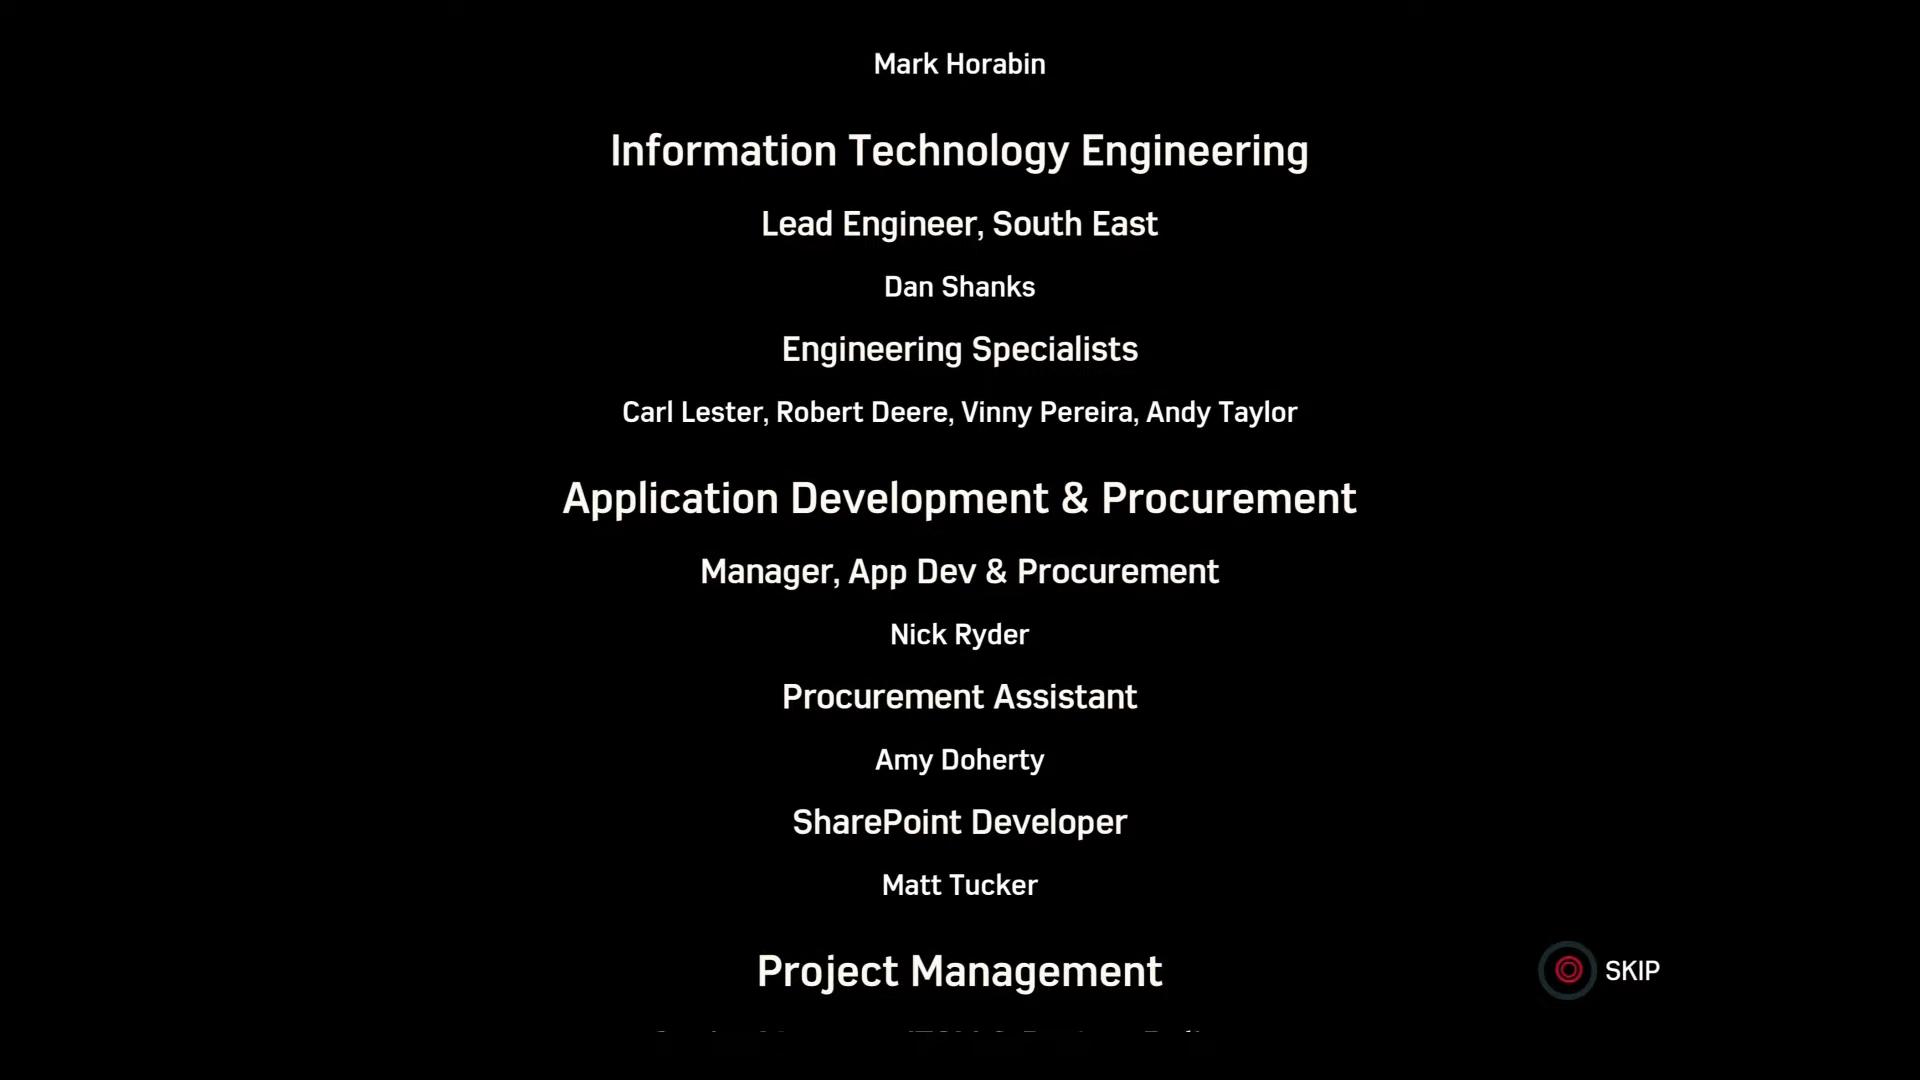 Mark Horabin
Information Technology Engineering
Lead Engineer, South East
Dan Shanks
Engineering Specialists
Carl Lester, Robert Deere, Vinny Pereira, Andy Taylor
Application Development & Procurement
Manager, App Dev & Procurement
Nick Ryder
Procurement Assistant
Amy Doherty
SharePoint Developer
Matt Tucker
Project Management
SKIP